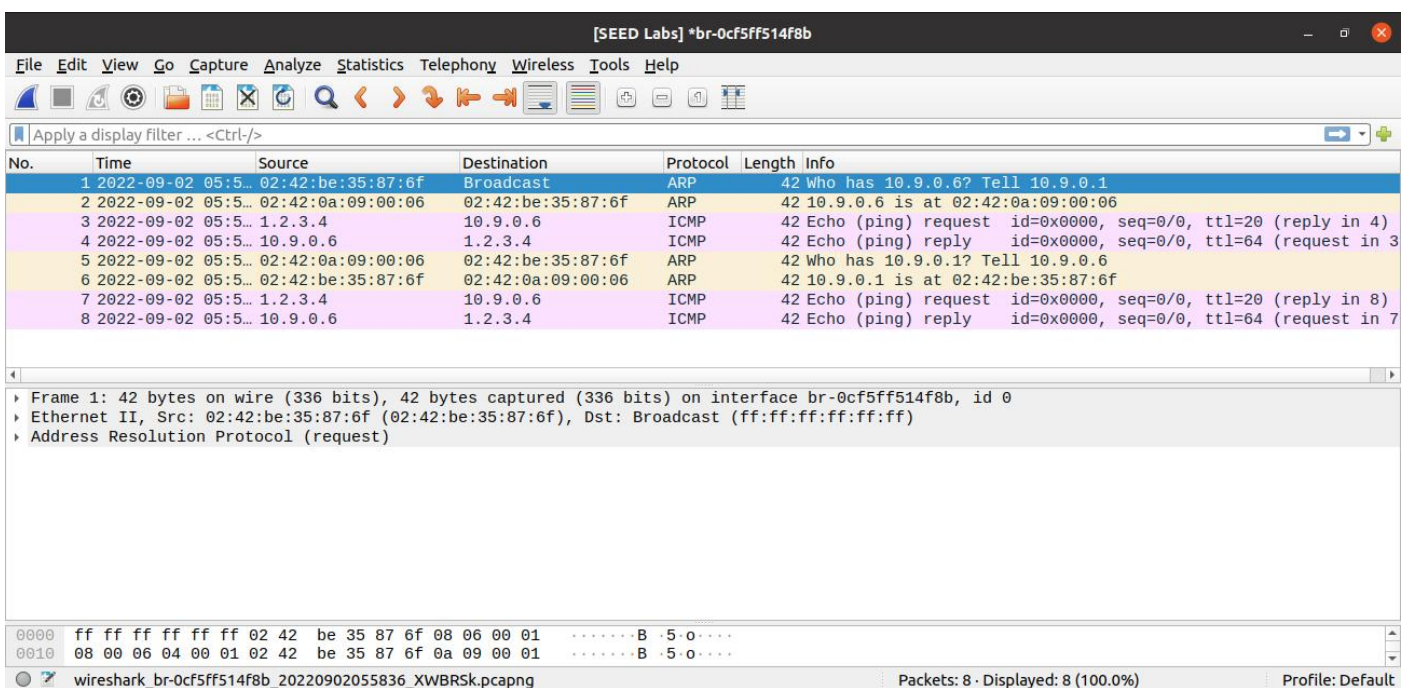 [SEED Labs] *br-0cf5ff514f8b
File Edit View Go Capture Analyze Statistics Telephony Wireless Tools Help
Apply a display filter … <Ctrl-/>
No. Time Source Destination Protocol Length Info
1 2022-09-02 05:5… 02:42:be:35:87:6f Broadcast ARP 42 Who has 10.9.0.6? Tell 10.9.0.1
2 2022-09-02 05:5… 02:42:0a:09:00:06 02:42:be:35:87:6f ARP 42 10.9.0.6 is at 02:42:0a:09:00:06
3 2022-09-02 05:5… 1.2.3.4 10.9.0.6 ICMP 42 Echo (ping) request id=0x0000, seq=0/0, ttl=20 (reply in 4)
4 2022-09-02 05:5… 10.9.0.6 1.2.3.4 ICMP 42 Echo (ping) reply id=0x0000, seq=0/0, ttl=64 (request in 3
5 2022-09-02 05:5… 02:42:0a:09:00:06 02:42:be:35:87:6f ARP 42 Who has 10.9.0.1? Tell 10.9.0.6
6 2022-09-02 05:5… 02:42:be:35:87:6f 02:42:0a:09:00:06 ARP 42 10.9.0.1 is at 02:42:be:35:87:6f
7 2022-09-02 05:5… 1.2.3.4 10.9.0.6 ICMP 42 Echo (ping) request id=0x0000, seq=0/0, ttl=20 (reply in 8)
8 2022-09-02 05:5… 10.9.0.6 1.2.3.4 ICMP 42 Echo (ping) reply id=0x0000, seq=0/0, ttl=64 (request in 7
Frame 1: 42 bytes on wire (336 bits), 42 bytes captured (336 bits) on interface br-0cf5ff514f8b, id 0
Ethernet II, Src: 02:42:be:35:87:6f (02:42:be:35:87:6f), Dst: Broadcast (ff:ff:ff:ff:ff:ff)
Address Resolution Protocol (request)
0000 ff ff ff ff ff ff 02 42 be 35 87 6f 08 06 00 01 ·······B ·5·o····
0010 08 00 06 04 00 01 02 42 be 35 87 6f 0a 09 00 01 ·······B ·5·o····
wireshark_br-0cf5ff514f8b_20220902055836_XWBRSk.pcapng Packets: 8 · Displayed: 8 (100.0%) Profile: Default